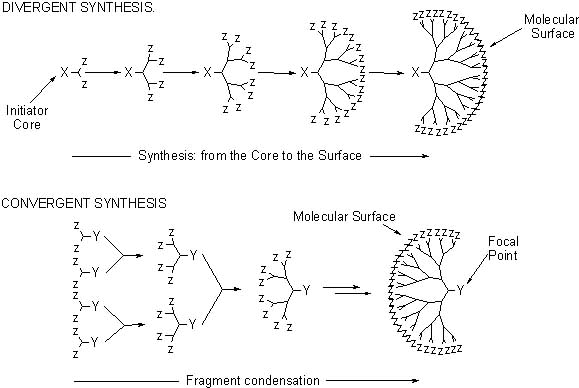 DIVERGENT SYNTHESIS.
Molecular
Surface
Z Z Z Z Z Z Z Z Z Z Z Z Z Z Z Z
X X X X X
Initiator
Core
Synthesis: from the Core to the Surface
CONVERGENT SYNTHESIS
Molecular Surface
Focal
Point
Z Z Z Z Z Z Z Z
Y Y Y Y Y Y Y Y
Fragment condensation